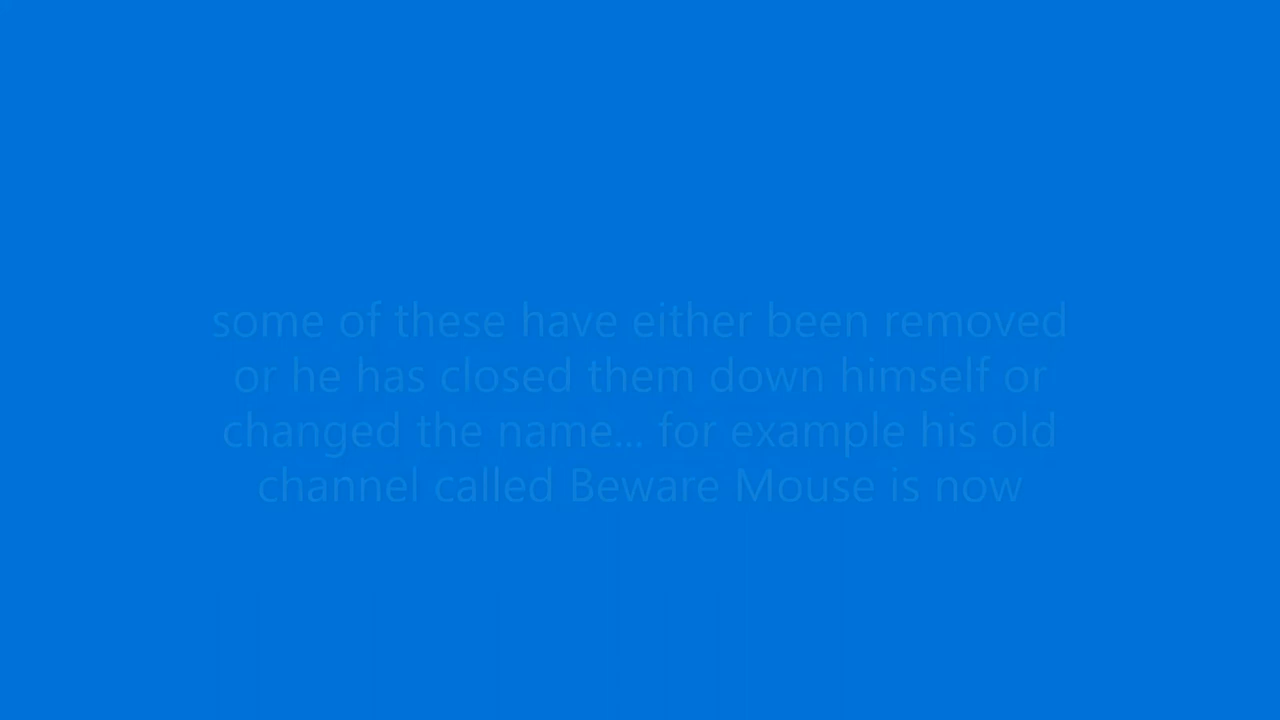 some of these have either been removed
or he has closed them down himself or
changed the name... for example his old
channel called Beware Mouse is now